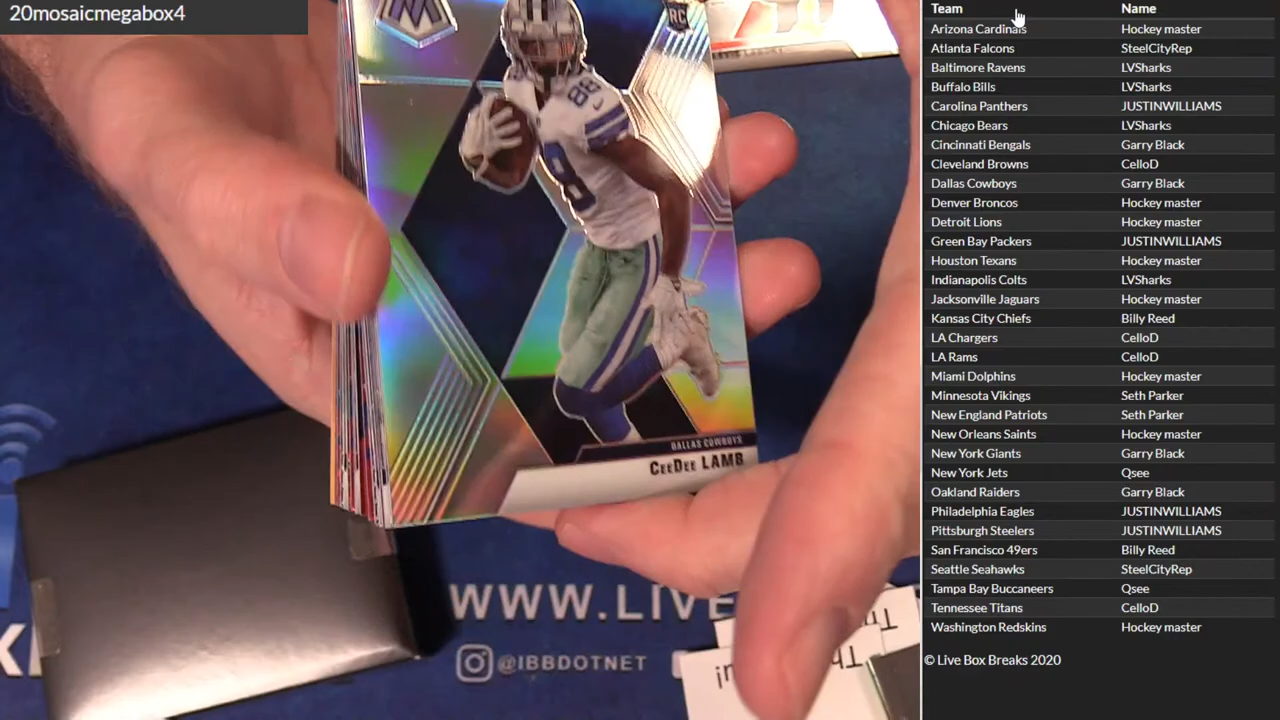 20mosaicmegabox4
RC
88
8
DALLAS COWBOYS
CEEDEE LAMB
WWW.LIVE
@IBBDOTNET
Team Name
Arizona Cardinals Hockey master
Atlanta Falcons SteelCityRep
Baltimore Ravens LVSharks
Buffalo Bills LVSharks
Carolina Panthers JUSTINWILLIAMS
Chicago Bears LVSharks
Cincinnati Bengals Garry Black
Cleveland Browns CelloD
Dallas Cowboys Garry Black
Denver Broncos Hockey master
Detroit Lions Hockey master
Green Bay Packers JUSTINWILLIAMS
Houston Texans Hockey master
Indianapolis Colts LVSharks
Jacksonville Jaguars Hockey master
Kansas City Chiefs Billy Reed
LA Chargers CelloD
LA Rams CelloD
Miami Dolphins Hockey master
Minnesota Vikings Seth Parker
New England Patriots Seth Parker
New Orleans Saints Hockey master
New York Giants Garry Black
New York Jets Qsee
Oakland Raiders Garry Black
Philadelphia Eagles JUSTINWILLIAMS
Pittsburgh Steelers JUSTINWILLIAMS
San Francisco 49ers Billy Reed
Seattle Seahawks SteelCityRep
Tampa Bay Buccaneers Qsee
Tennessee Titans CelloD
Washington Redskins Hockey master
© Live Box Breaks 2020